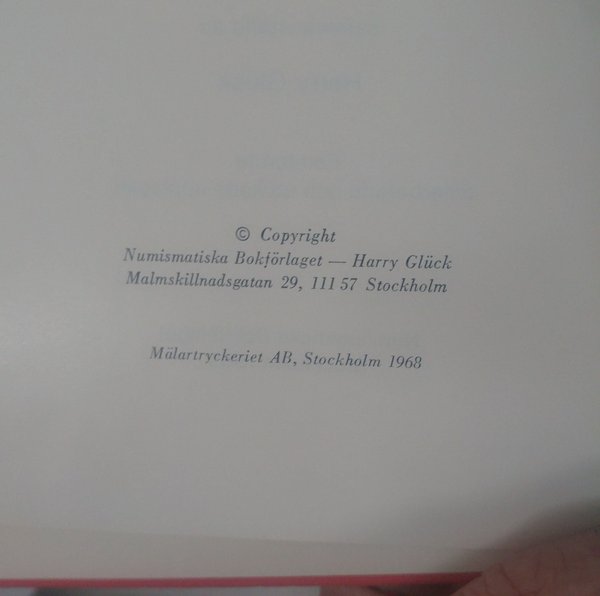 © Copyright
Numismatiska Bokförlaget — Harry Glück
Malmskillnadsgatan 29, 111 57 Stockholm
Mälartryckeriet AB, Stockholm 1968